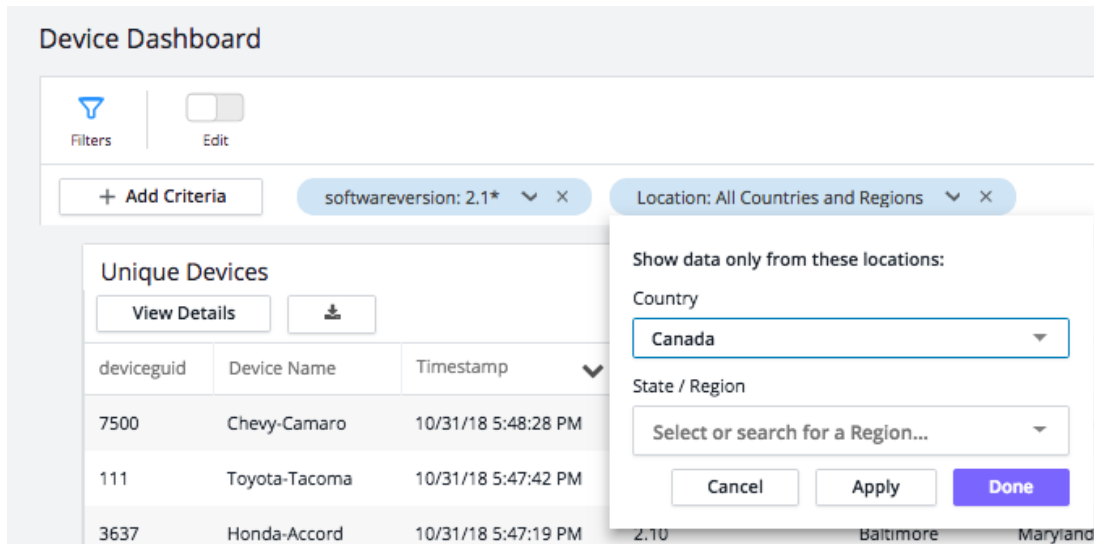 Device Dashboard
Filters
Edit
+ Add Criteria
softwareversion: 2.1*
Location: All Countries and Regions
Unique Devices
View Details
deviceguid Device Name Timestamp
7500 Chevy-Camaro 10/31/18 5:48:28 PM
111 Toyota-Tacoma 10/31/18 5:47:42 PM
3637 Honda-Accord 10/31/18 5:47:19 PM 2.10 Baltimore Maryland
Show data only from these locations:
Country
Canada
State / Region
Select or search for a Region...
Cancel Apply Done